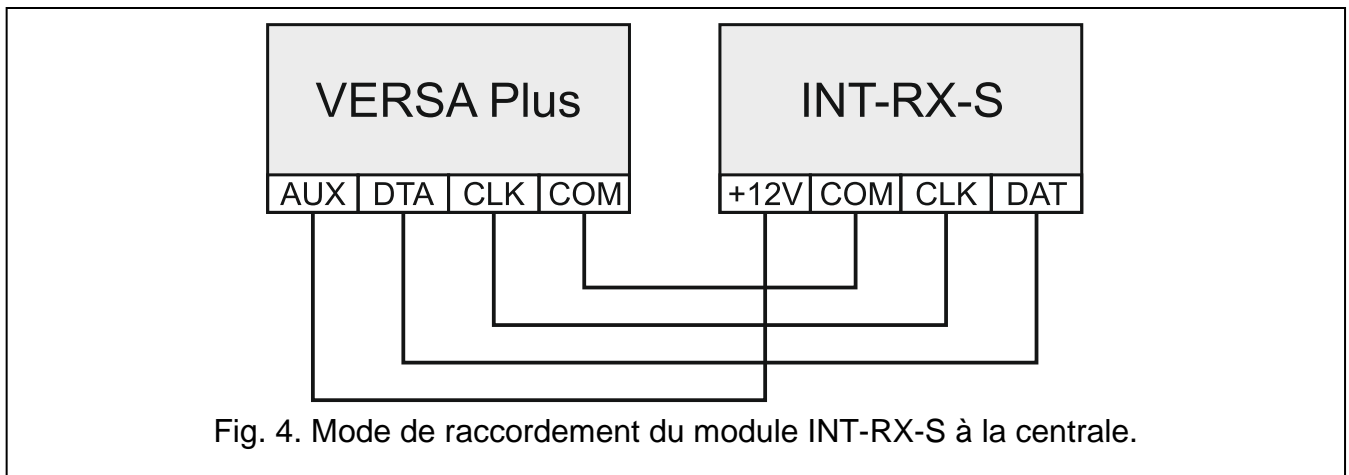 VERSA Plus
INT-RX-S
AUX DTA CLK COM
+12V COM CLK DAT
Fig. 4. Mode de raccordement du module INT-RX-S à la centrale.